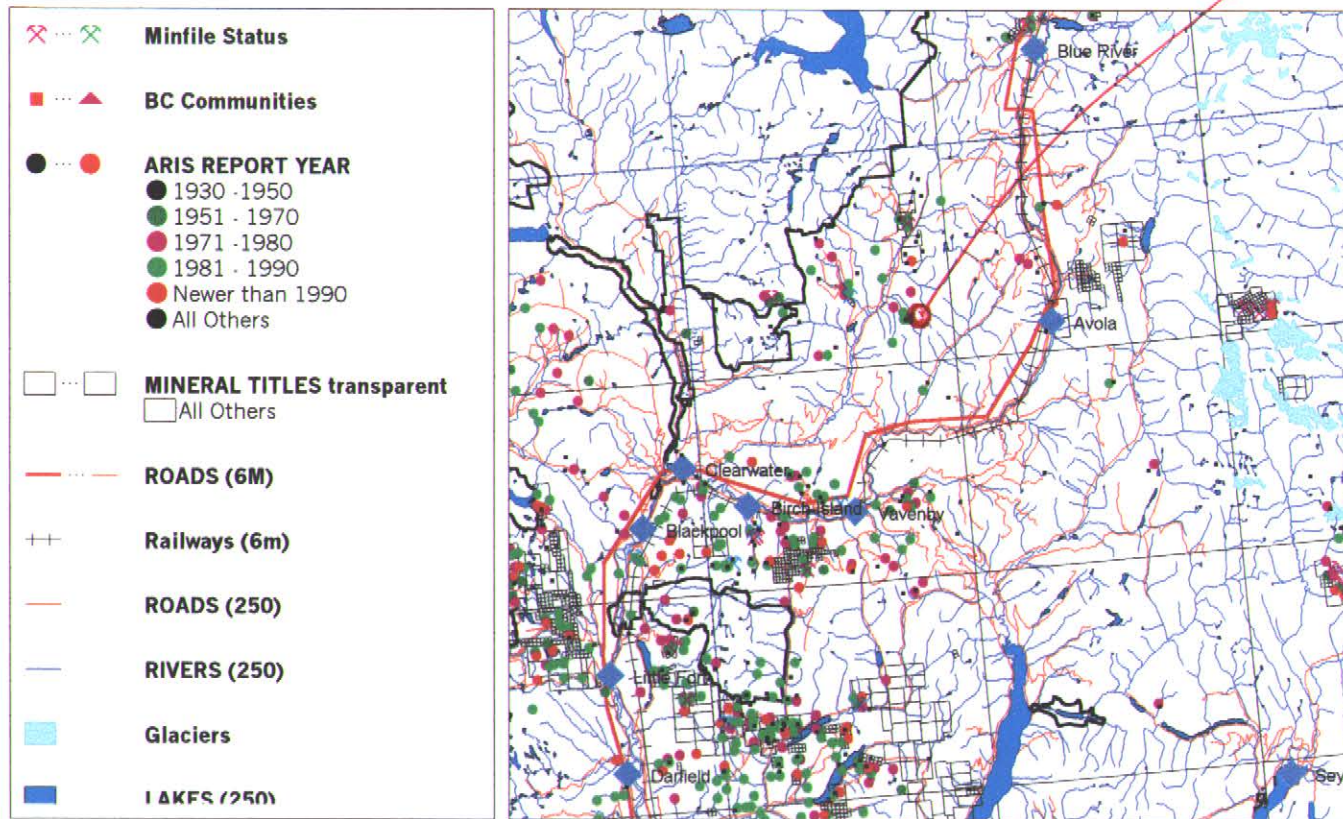 Minfile Status
BC Communities
ARIS REPORT YEAR
1930 -1950
1951 - 1970
1971 -1980
1981 - 1990
Newer than 1990
All Others
MINERAL TITLES transparent
All Others
ROADS (6M)
Railways (6m)
ROADS (250)
RIVERS (250)
Glaciers
LAKES (250)
Blue River
Avola
Clearwater
Birch Island
Vavenby
Blackpool
Little Fort
Darfield
Sey